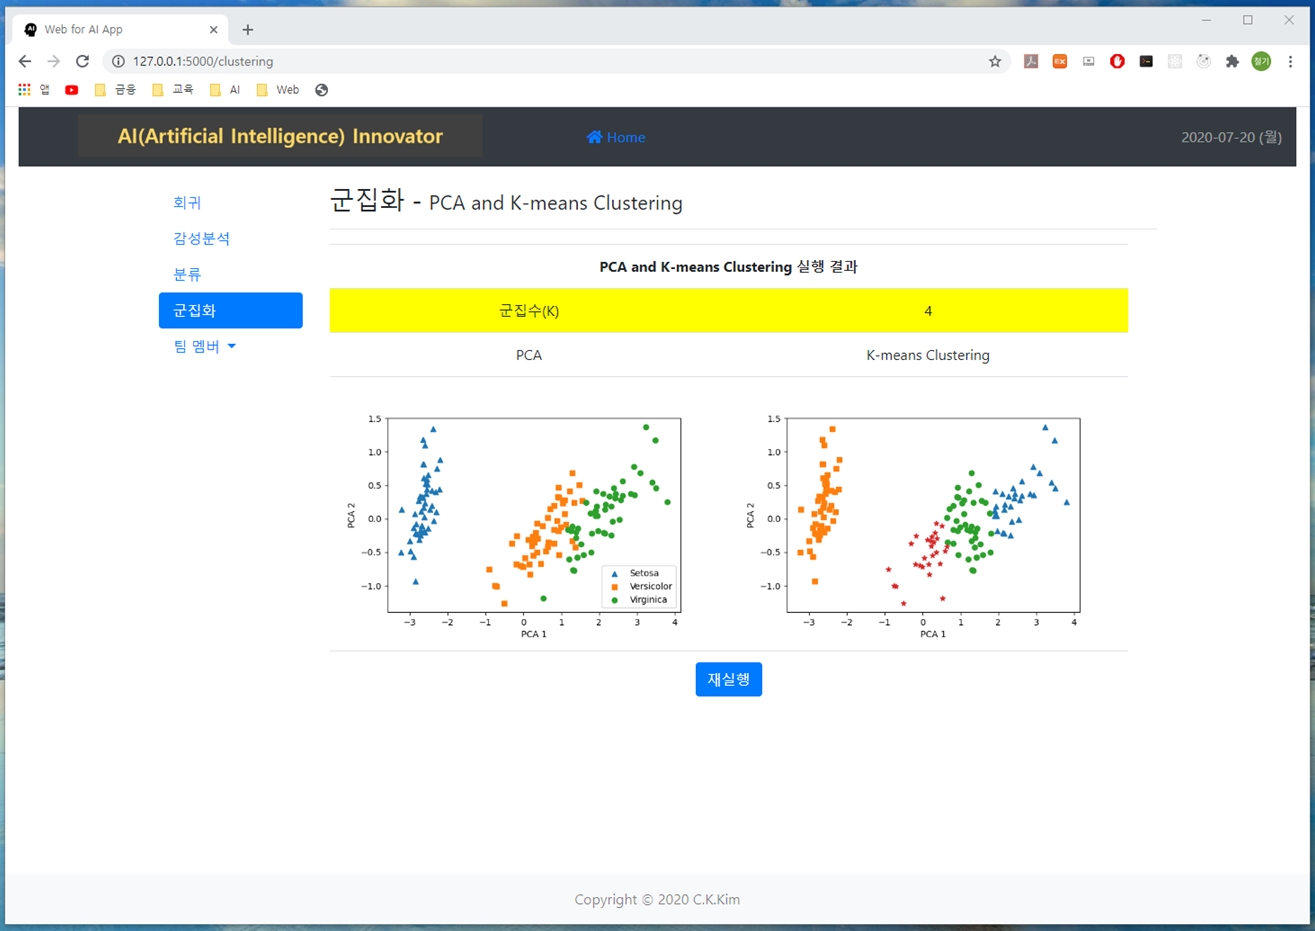 Web for AI App
127.0.0.1:5000/clustering
앱
금융
교육
AI
Web
철기
AI(Artificial Intelligence) Innovator
Home
2020-07-20 (월)
회귀
감성분석
분류
군집화
팀 멤버
군집화 - PCA and K-means Clustering
PCA and K-means Clustering 실행 결과
군집수(K) 4
PCA K-means Clustering
1.5
1.0
0.5
0.0
−0.5
−1.0
PCA 2
−3 −2 −1 0 1 2 3 4
PCA 1
Setosa
Versicolor
Virginica
1.5
1.0
0.5
0.0
−0.5
−1.0
PCA 2
−3 −2 −1 0 1 2 3 4
PCA 1
재실행
Copyright © 2020 C.K.Kim